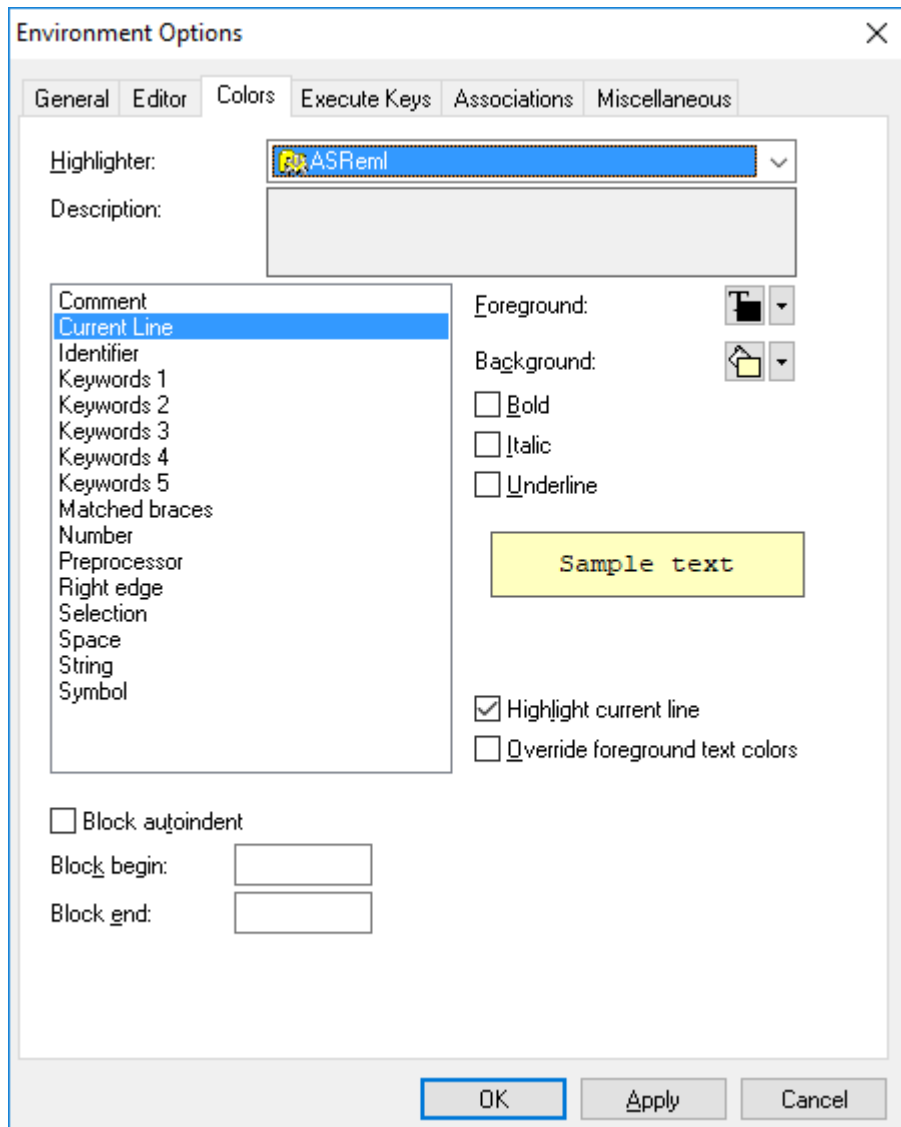 Environment Options
General Editor Colors Execute Keys Associations Miscellaneous
Highlighter: ASReml
Description:
Comment
Current Line
Identifier
Keywords 1
Keywords 2
Keywords 3
Keywords 4
Keywords 5
Matched braces
Number
Preprocessor
Right edge
Selection
Space
String
Symbol
Foreground:
Background:
Bold
Italic
Underline
Sample text
Highlight current line
Override foreground text colors
Block autoindent
Block begin:
Block end:
OK Apply Cancel